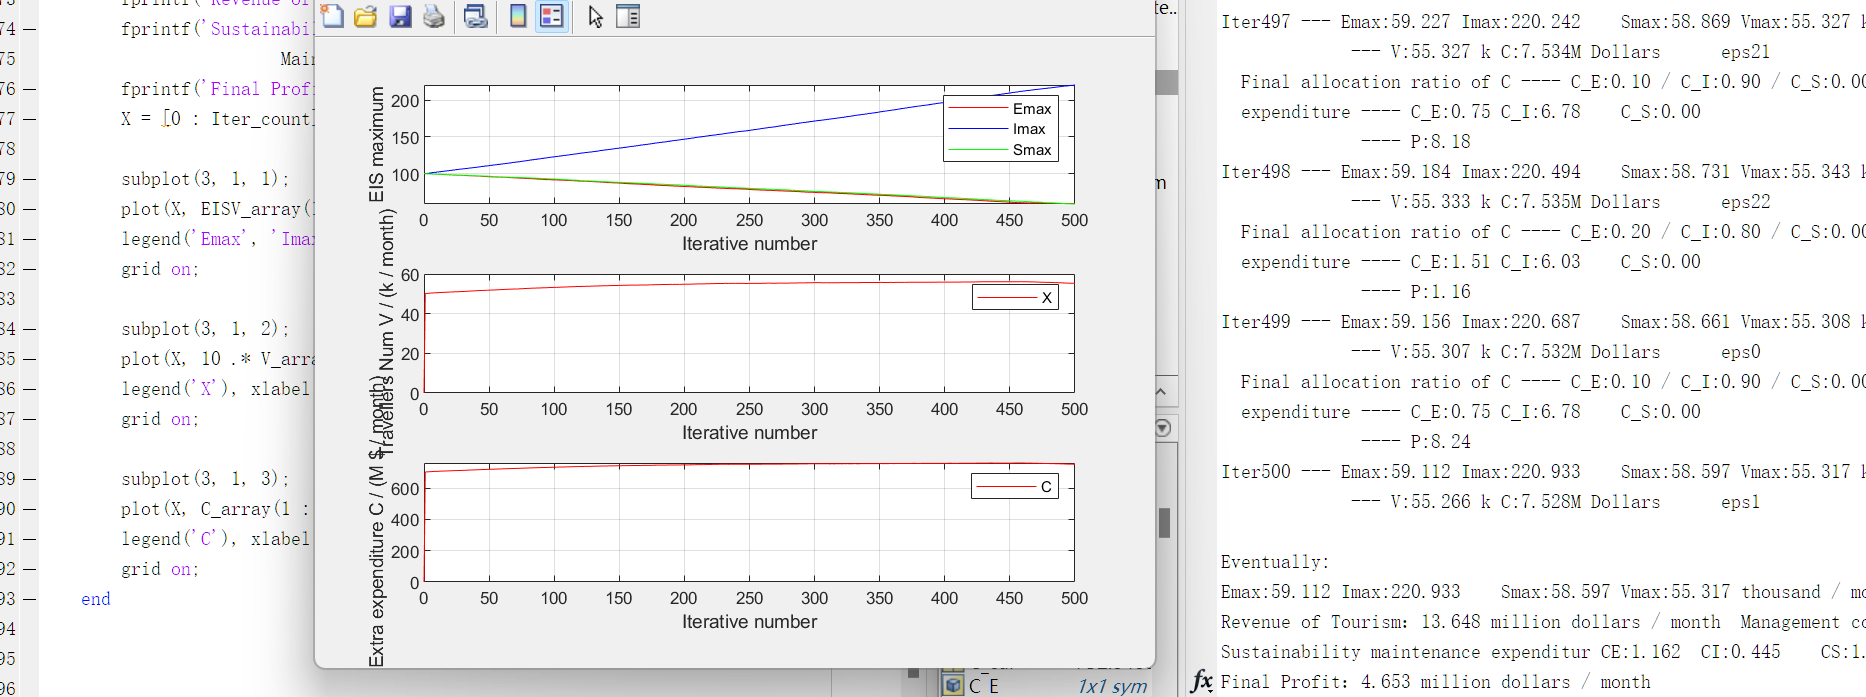 74
fprintf('Sustainabil
75
Main
76
fprintf('Final Profi
77
X = [0 : Iter_count]
78
79
subplot(3, 1, 1);
80
plot(X, EISV_array(1
81
legend('Emax', 'Imax
82
grid on;
83
84
subplot(3, 1, 2);
85
plot(X, 10 .* V_arra
86
legend('X'), xlabel
87
grid on;
88
89
subplot(3, 1, 3);
90
plot(X, C_array(1 :
91
legend('C'), xlabel
92
grid on;
93
end
94
95
96
EIS maximum
200
150
100
Emax
Imax
Smax
0 50 100 150 200 250 300 350 400 450 500
Iterative number
Travellers Num V / (k / month)
60
40
20
0
X
0 50 100 150 200 250 300 350 400 450 500
Iterative number
Extra expenditure C / (M $ / month)
600
400
200
0
C
0 50 100 150 200 250 300 350 400 450 500
Iterative number
te...
m
C_E 1x1 sym
Iter497 --- Emax:59.227 Imax:220.242 Smax:58.869 Vmax:55.327 k
--- V:55.327 k C:7.534M Dollars eps21
Final allocation ratio of C ---- C_E:0.10 / C_I:0.90 / C_S:0.00
expenditure ---- C_E:0.75 C_I:6.78 C_S:0.00
---- P:8.18
Iter498 --- Emax:59.184 Imax:220.494 Smax:58.731 Vmax:55.343 k
--- V:55.333 k C:7.535M Dollars eps22
Final allocation ratio of C ---- C_E:0.20 / C_I:0.80 / C_S:0.00
expenditure ---- C_E:1.51 C_I:6.03 C_S:0.00
---- P:1.16
Iter499 --- Emax:59.156 Imax:220.687 Smax:58.661 Vmax:55.308 k
--- V:55.307 k C:7.532M Dollars eps0
Final allocation ratio of C ---- C_E:0.10 / C_I:0.90 / C_S:0.00
expenditure ---- C_E:0.75 C_I:6.78 C_S:0.00
---- P:8.24
Iter500 --- Emax:59.112 Imax:220.933 Smax:58.597 Vmax:55.317 k
--- V:55.266 k C:7.528M Dollars eps1
Eventually:
Emax:59.112 Imax:220.933 Smax:58.597 Vmax:55.317 thousand / mo
Revenue of Tourism: 13.648 million dollars / month Management co
Sustainability maintenance expenditur CE:1.162 CI:0.445 CS:1.
fx Final Profit: 4.653 million dollars / month